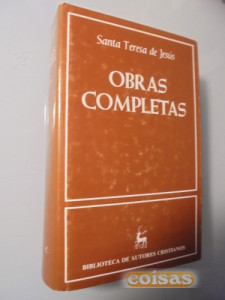 Santa Teresa de Jesús
OBRAS
COMPLETAS
BIBLIOTECA DE AUTORES CRISTIANOS
coisas